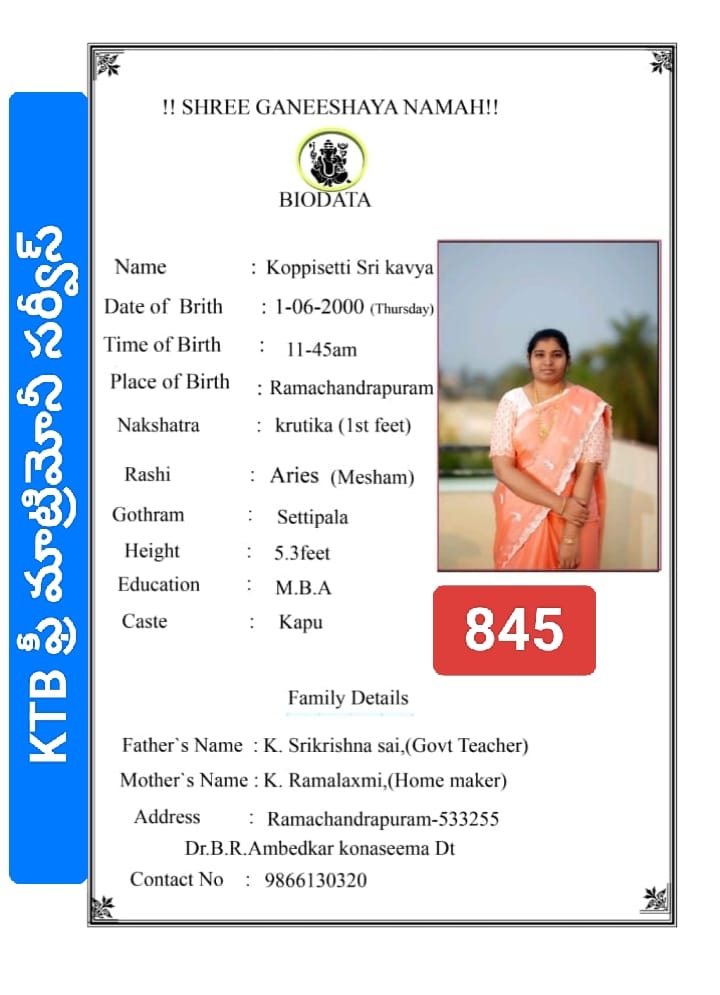 !! SHREE GANEESHAYA NAMAH!!
BIODATA
Name : Koppisetti Sri kavya
Date of Brith : 1-06-2000 (Thursday)
Time of Birth : 11-45am
Place of Birth : Ramachandrapuram
Nakshatra : krutika (1st feet)
Rashi : Aries (Mesham)
Gothram : Settipala
Height : 5.3feet
Education : M.B.A
Caste : Kapu
845
Family Details
Father`s Name : K. Srikrishna sai,(Govt Teacher)
Mother`s Name : K. Ramalaxmi,(Home maker)
Address : Ramachandrapuram-533255
Dr.B.R.Ambedkar konaseema Dt
Contact No : 9866130320
KTB ఫ్రీ మాట్రిమోనీ సర్వీస్